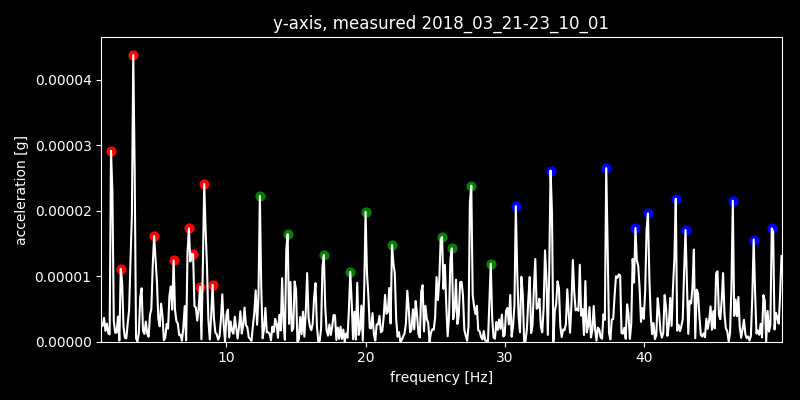 y-axis, measured 2018_03_21-23_10_01
0.00004
0.00003
0.00002
0.00001
0.00000
acceleration [g]
10 20 30 40
frequency [Hz]